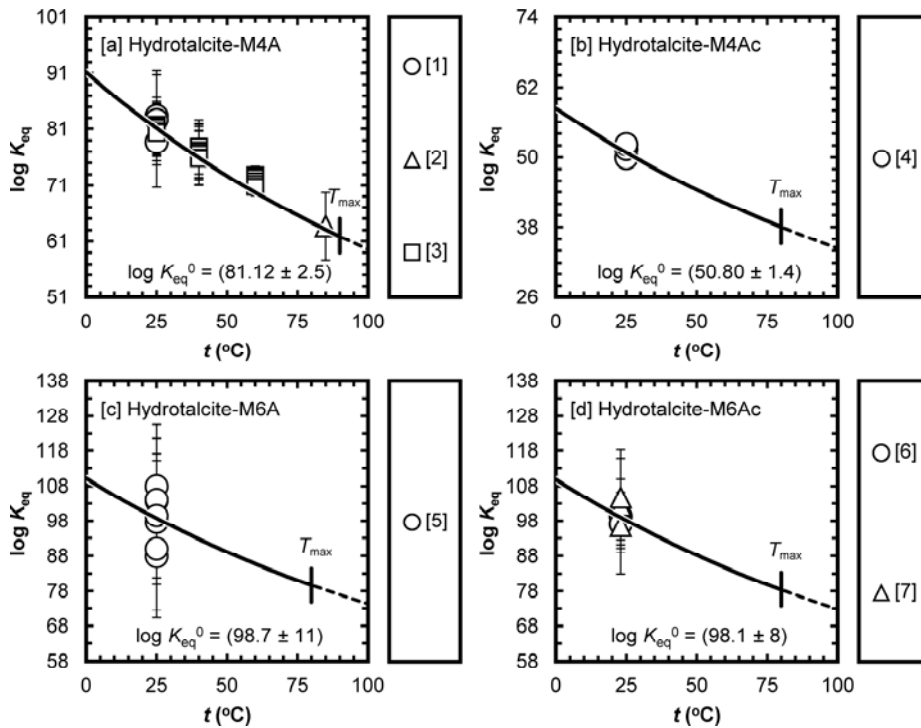 [a] Hydrotalcite-M4A
log Keq
101
91
81
71
61
51
Tmax
log Keq⁰ = (81.12 ± 2.5)
0 25 50 75 100
t (ᵒC)
[1]
[2]
[3]
[b] Hydrotalcite-M4Ac
log Keq
74
62
50
38
26
Tmax
log Keq⁰ = (50.80 ± 1.4)
0 25 50 75 100
t (ᵒC)
[4]
[c] Hydrotalcite-M6A
log Keq
138
128
118
108
98
88
78
68
58
Tmax
log Keq⁰ = (98.7 ± 11)
0 25 50 75 100
t (ᵒC)
[5]
[d] Hydrotalcite-M6Ac
log Keq
138
128
118
108
98
88
78
68
58
Tmax
log Keq⁰ = (98.1 ± 8)
0 25 50 75 100
t (ᵒC)
[6]
[7]